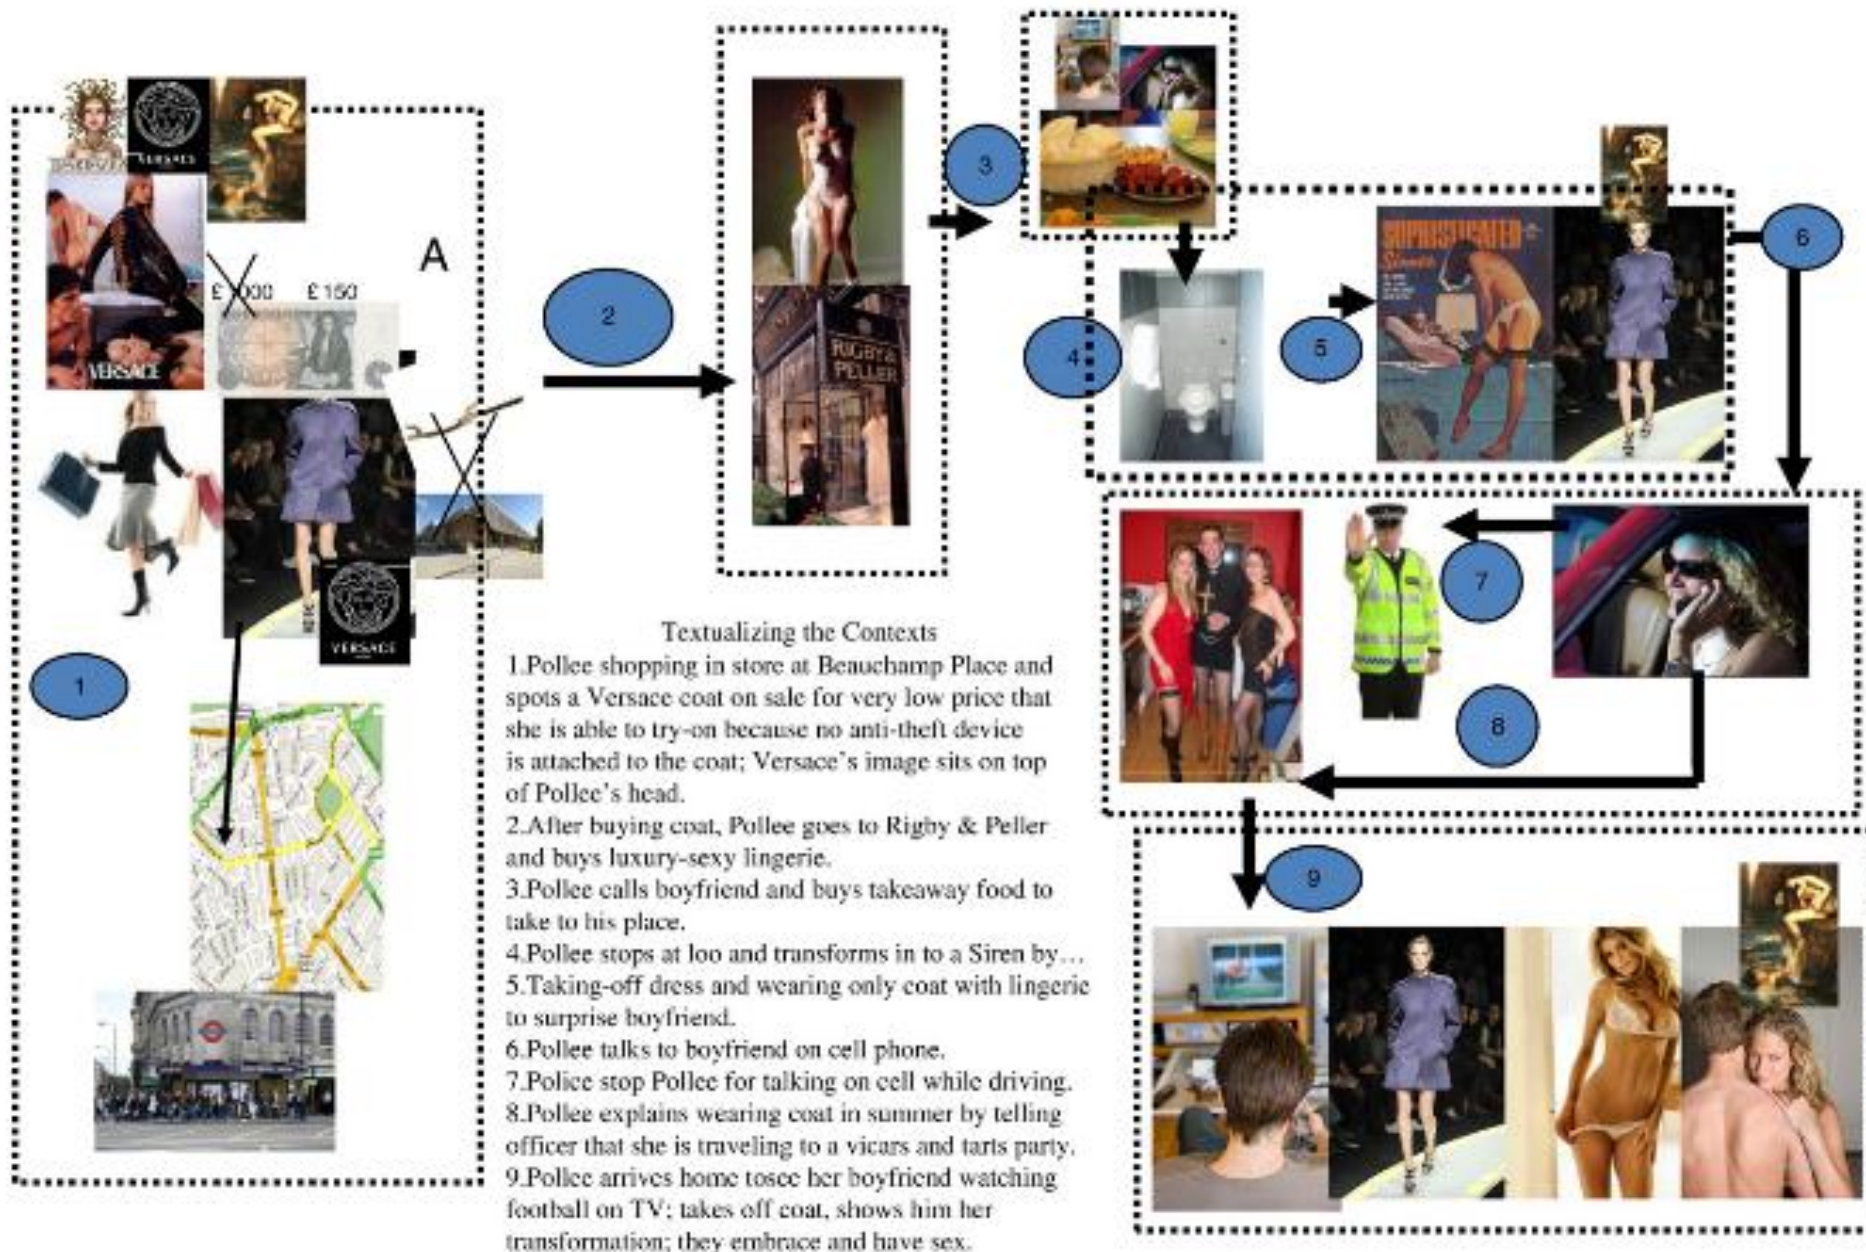 VERSACE
A
£ 150
VERSACE
VERSACE
1
2
RIGBY &
PELLER
3
4
5
SOPHISTICATED
Sirens
6
7
8
9
Textualizing the Contexts
1.Pollee shopping in store at Beauchamp Place and
spots a Versace coat on sale for very low price that
she is able to try-on because no anti-theft device
is attached to the coat; Versace's image sits on top
of Pollee's head.
2.After buying coat, Pollee goes to Rigby & Peller
and buys luxury-sexy lingerie.
3.Pollee calls boyfriend and buys takeaway food to
take to his place.
4.Pollee stops at loo and transforms in to a Siren by…
5.Taking-off dress and wearing only coat with lingerie
to surprise boyfriend.
6.Pollee talks to boyfriend on cell phone.
7.Police stop Pollee for talking on cell while driving.
8.Pollee explains wearing coat in summer by telling
officer that she is traveling to a vicars and tarts party.
9.Pollee arrives home tosee her boyfriend watching
football on TV; takes off coat, shows him her
transformation; they embrace and have sex.